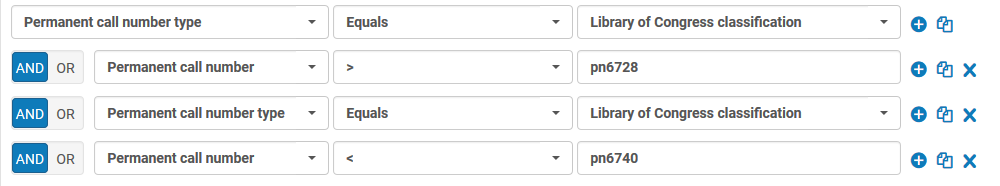 Permanent call number type Equals Library of Congress classification
AND OR Permanent call number > pn6728
AND OR Permanent call number type Equals Library of Congress classification
AND OR Permanent call number < pn6740